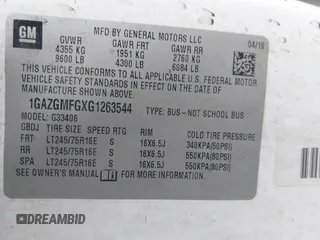 GM
MFD BY GENERAL MOTORS LLC
04/16
GVWR GAWR FRT GAWR RR
4355 KG 1951 KG 2760 KG
9600 LB 4300 LB 6084 LB
THIS VEHICLE CONFORMS TO ALL APPLICABLE U.S. FEDERAL
MOTOR VEHICLE SAFETY STANDARDS IN EFFECT ON THE DATE OF
MANUFACTURE SHOWN ABOVE.
1GAZGMFGXG1263544 TYPE: BUS-NOT SCHOOL BUS
MODEL: G33406
GBDJ TIRE SIZE SPEED RTG RIM COLD TIRE PRESSURE
FRT LT245/75R16E S 16X6.5J 340KPA(50PSI)
RR LT245/75R16E S 16X6.5J 550KPA(80PSI)
SPA LT245/75R16E S 16X6.5J 550KPA(80PSI)
SEE OWNER'S MANUAL
DREAMBID